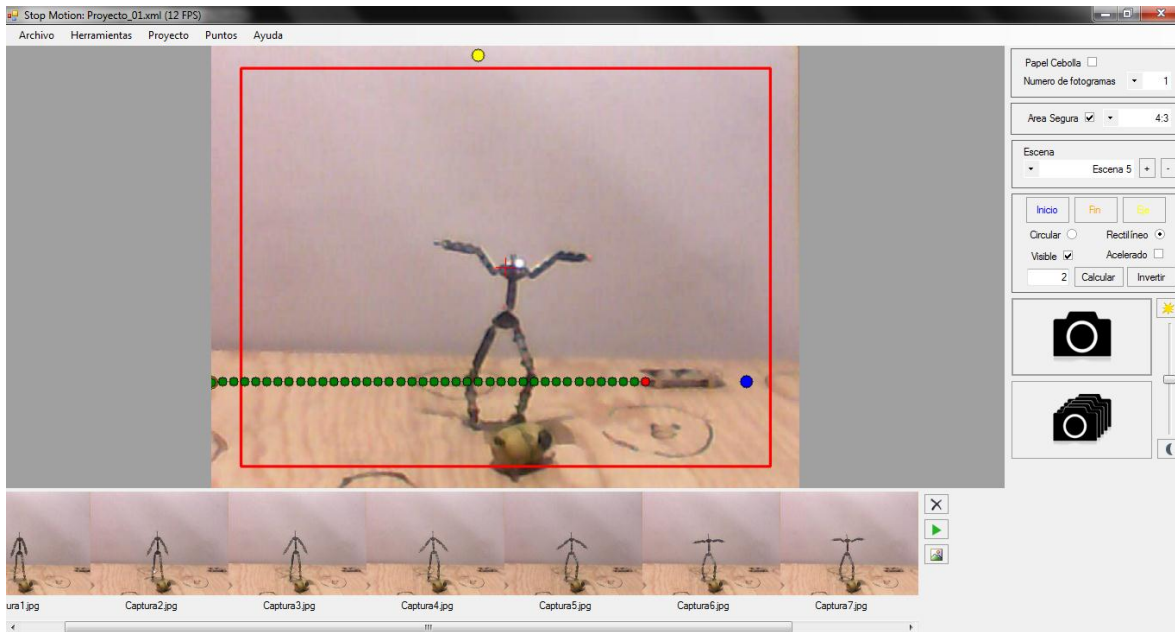 Stop Motion: Proyecto_01.xml (12 FPS)
Archivo Herramientas Proyecto Puntos Ayuda
Papel Cebolla
Numero de fotogramas 1
Area Segura 4:3
Escena
Escena 5 + -
Inicio Fin Eje
Circular Rectilíneo
Visible Acelerado
2 Calcular Invertir
ura1.jpg Captura2.jpg Captura3.jpg Captura4.jpg Captura5.jpg Captura6.jpg Captura7.jpg